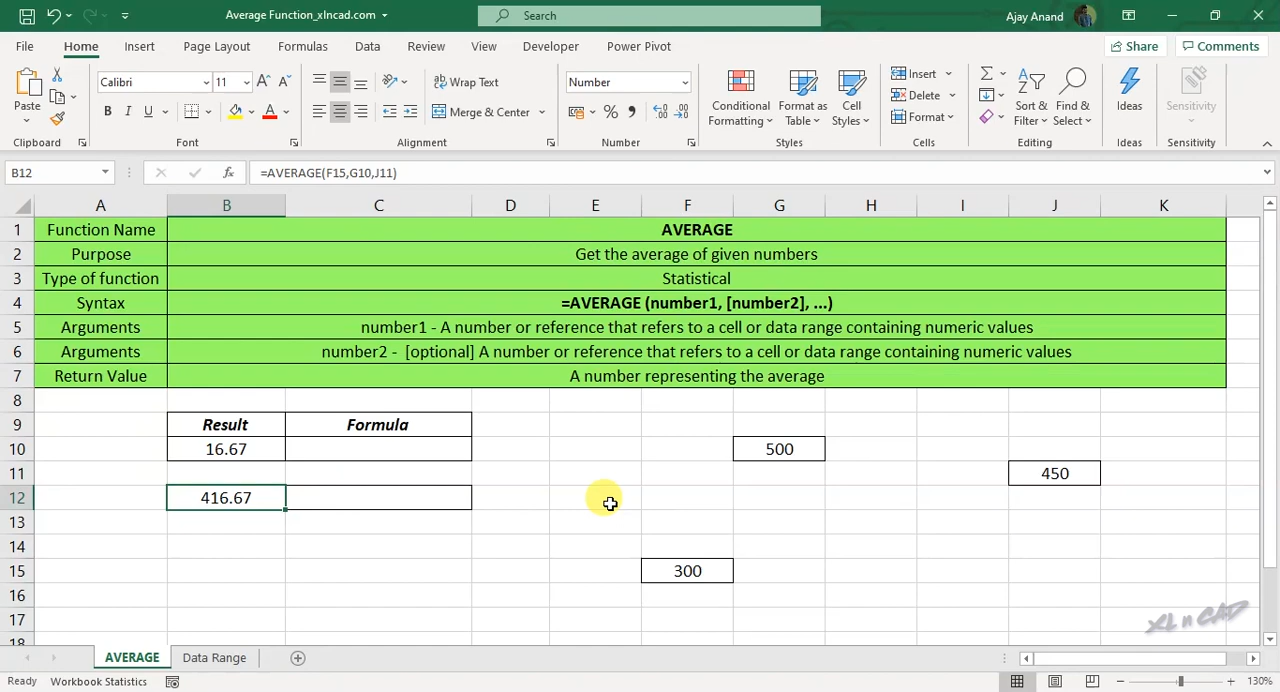 Average Function_xlncad.com
Search
Ajay Anand
File Home Insert Page Layout Formulas Data Review View Developer Power Pivot Share Comments
Paste
Clipboard
Calibri 11
B I U
Font
Wrap Text
Merge & Center
Alignment
Number
Number
Conditional Formatting
Format as Table
Cell Styles
Styles
Insert
Delete
Format
Cells
Sort & Filter
Find & Select
Editing
Ideas
Ideas
Sensitivity
Sensitivity
B12 fx =AVERAGE(F15,G10,J11)
A B C D E F G H I J K
1 Function Name AVERAGE
2 Purpose Get the average of given numbers
3 Type of function Statistical
4 Syntax =AVERAGE (number1, [number2], ...)
5 Arguments number1 - A number or reference that refers to a cell or data range containing numeric values
6 Arguments number2 - [optional] A number or reference that refers to a cell or data range containing numeric values
7 Return Value A number representing the average
8
9 Result Formula
10 16.67 500
11 450
12 416.67
13
14
15 300
16
17
18
XL n CAD
AVERAGE Data Range
Ready Workbook Statistics 130%